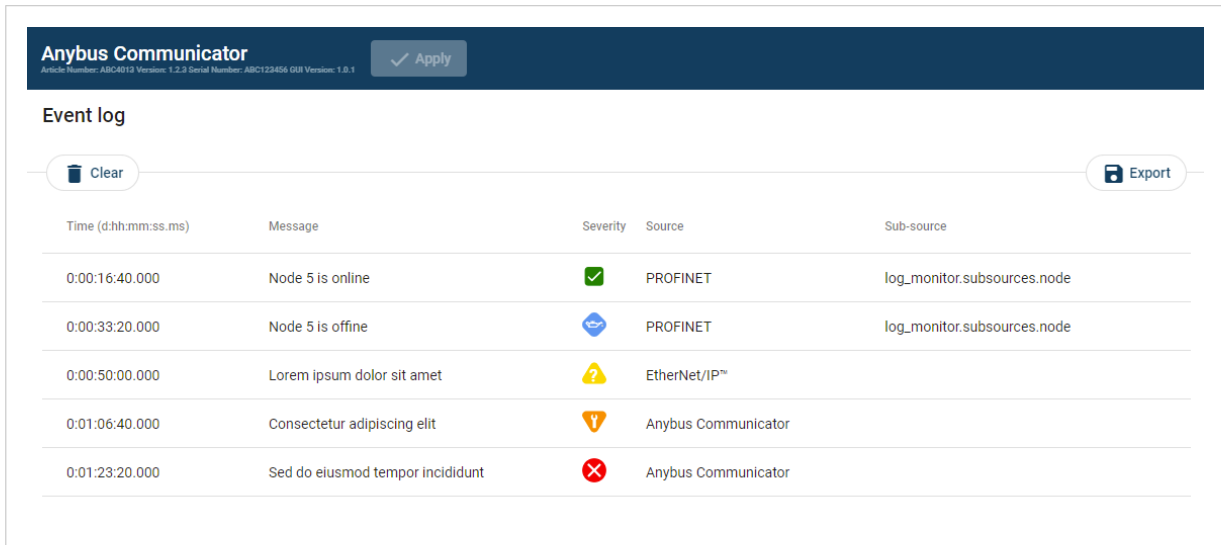 Anybus Communicator
Article Number: ABC4013 Version: 1.2.3 Serial Number: ABC123456 GUI Version: 1.0.1
Apply
Event log
Clear
Export
Time (d:hh:mm:ss.ms) Message Severity Source Sub-source
0:00:16:40.000 Node 5 is online PROFINET log_monitor.subsources.node
0:00:33:20.000 Node 5 is offine PROFINET log_monitor.subsources.node
0:00:50:00.000 Lorem ipsum dolor sit amet ? EtherNet/IP™
0:01:06:40.000 Consectetur adipiscing elit Anybus Communicator
0:01:23:20.000 Sed do eiusmod tempor incididunt Anybus Communicator